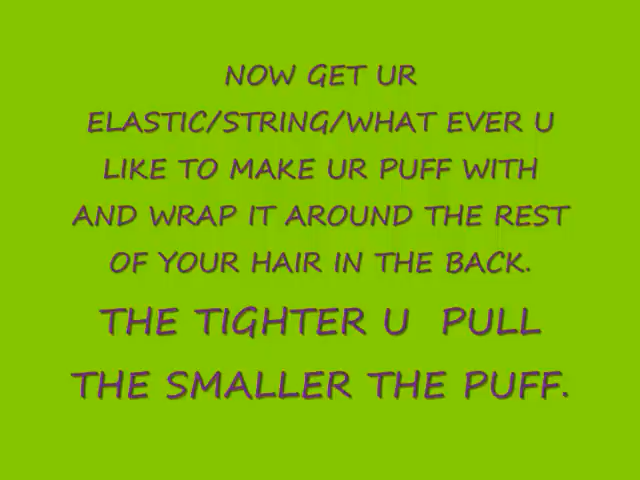 NOW GET UR
ELASTIC/STRING/WHAT EVER U
LIKE TO MAKE UR PUFF WITH
AND WRAP IT AROUND THE REST
OF YOUR HAIR IN THE BACK.
THE TIGHTER U PULL
THE SMALLER THE PUFF.